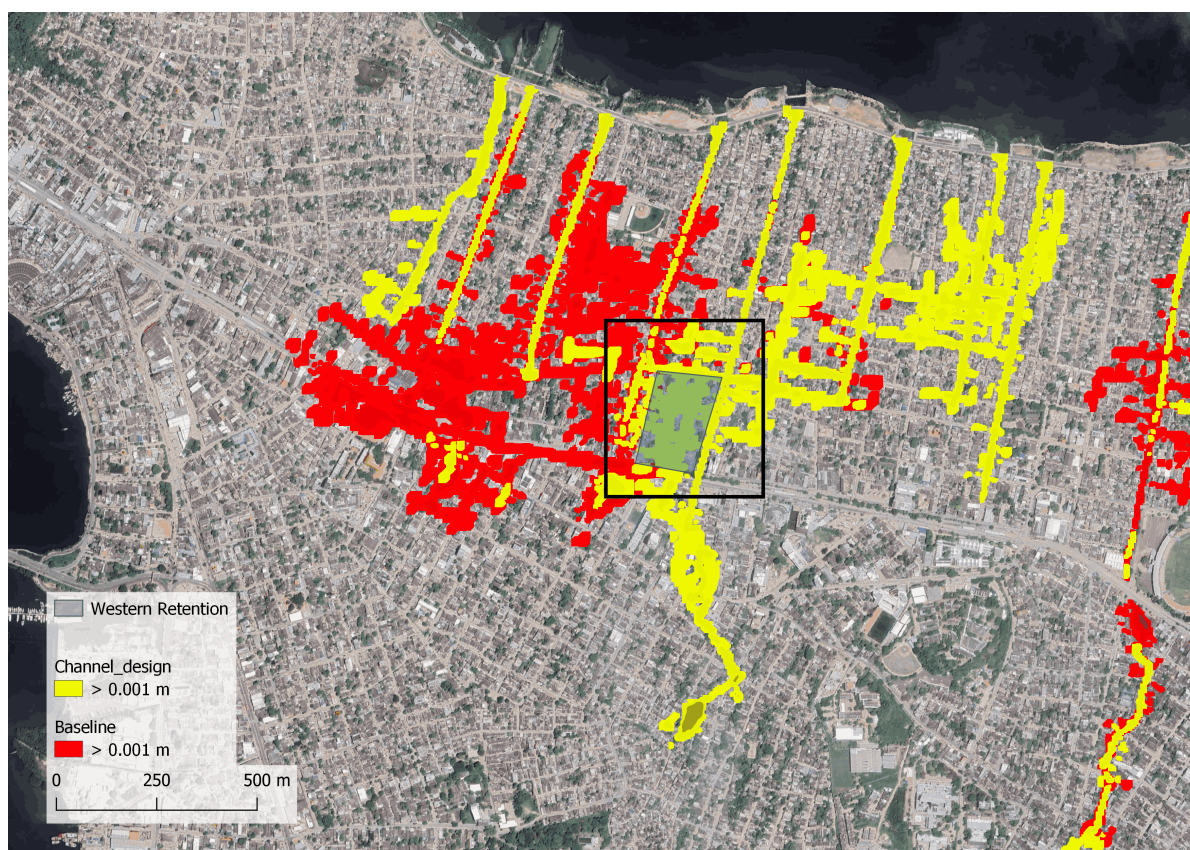 Western Retention
Channel_design
> 0.001 m
Baseline
> 0.001 m
0 250 500 m